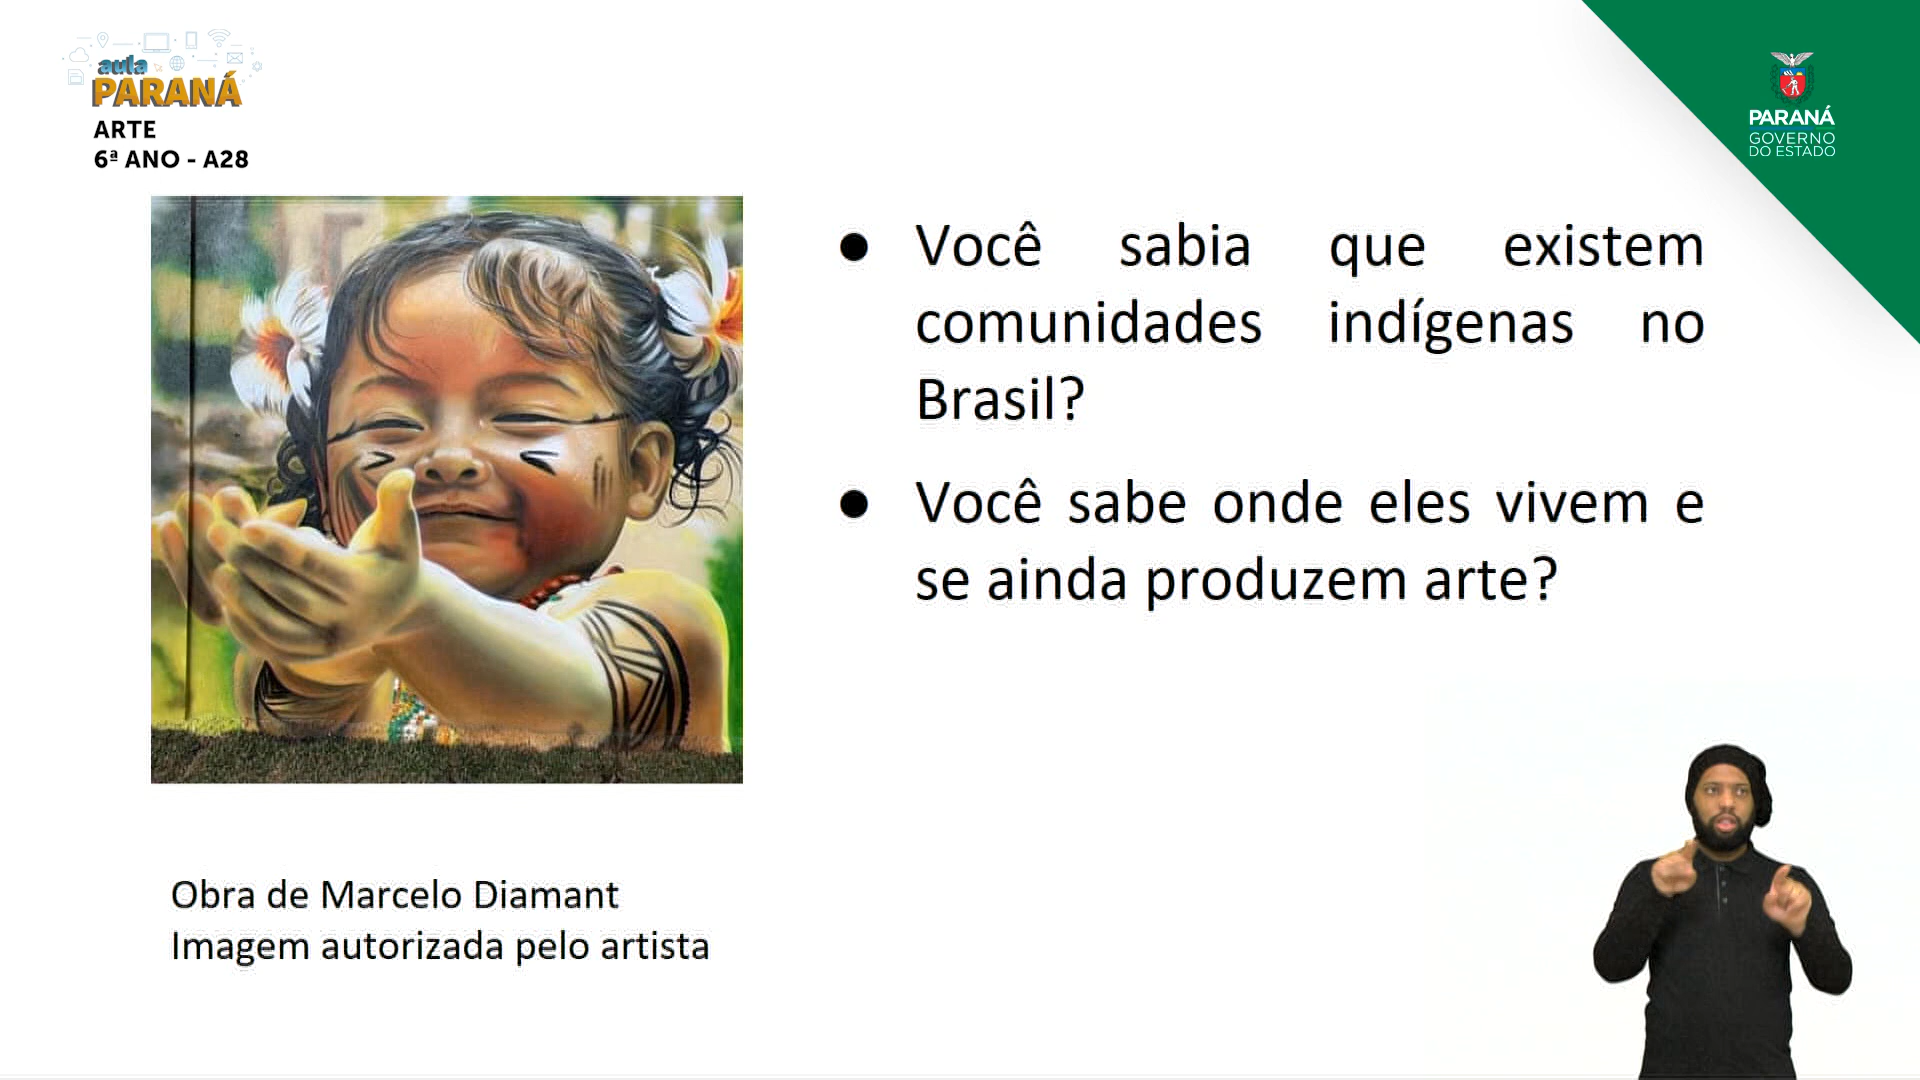 aula
PARANÁ
ARTE
6ª ANO - A28
PARANÁ
GOVERNO
DO ESTADO
● Você sabia que existem
comunidades indígenas no
Brasil?
● Você sabe onde eles vivem e
se ainda produzem arte?
Obra de Marcelo Diamant
Imagem autorizada pelo artista